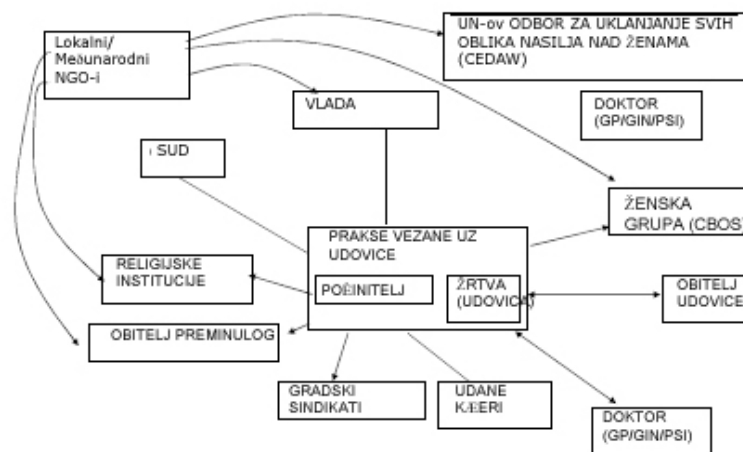 Lokalni/
Međunarodni
NGO-i
UN-ov ODBOR ZA UKLANJANJE SVIH
OBLIKA NASILJA NAD ŽENAMA
(CEDAW)
VLADA
DOKTOR
(GP/GIN/PSI)
SUD
ŽENSKA
GRUPA (CBOS)
PRAKSE VEZANE UZ
UDOVICE
RELIGIJSKE
INSTITUCIJE
POÈINITELJ
ŽRTVA
(UDOVICA)
OBITELJ
UDOVICE
OBITELJ PREMINULOG
GRADSKI
SINDIKATI
UDANE
KÆERI
DOKTOR
(GP/GIN/PSI)